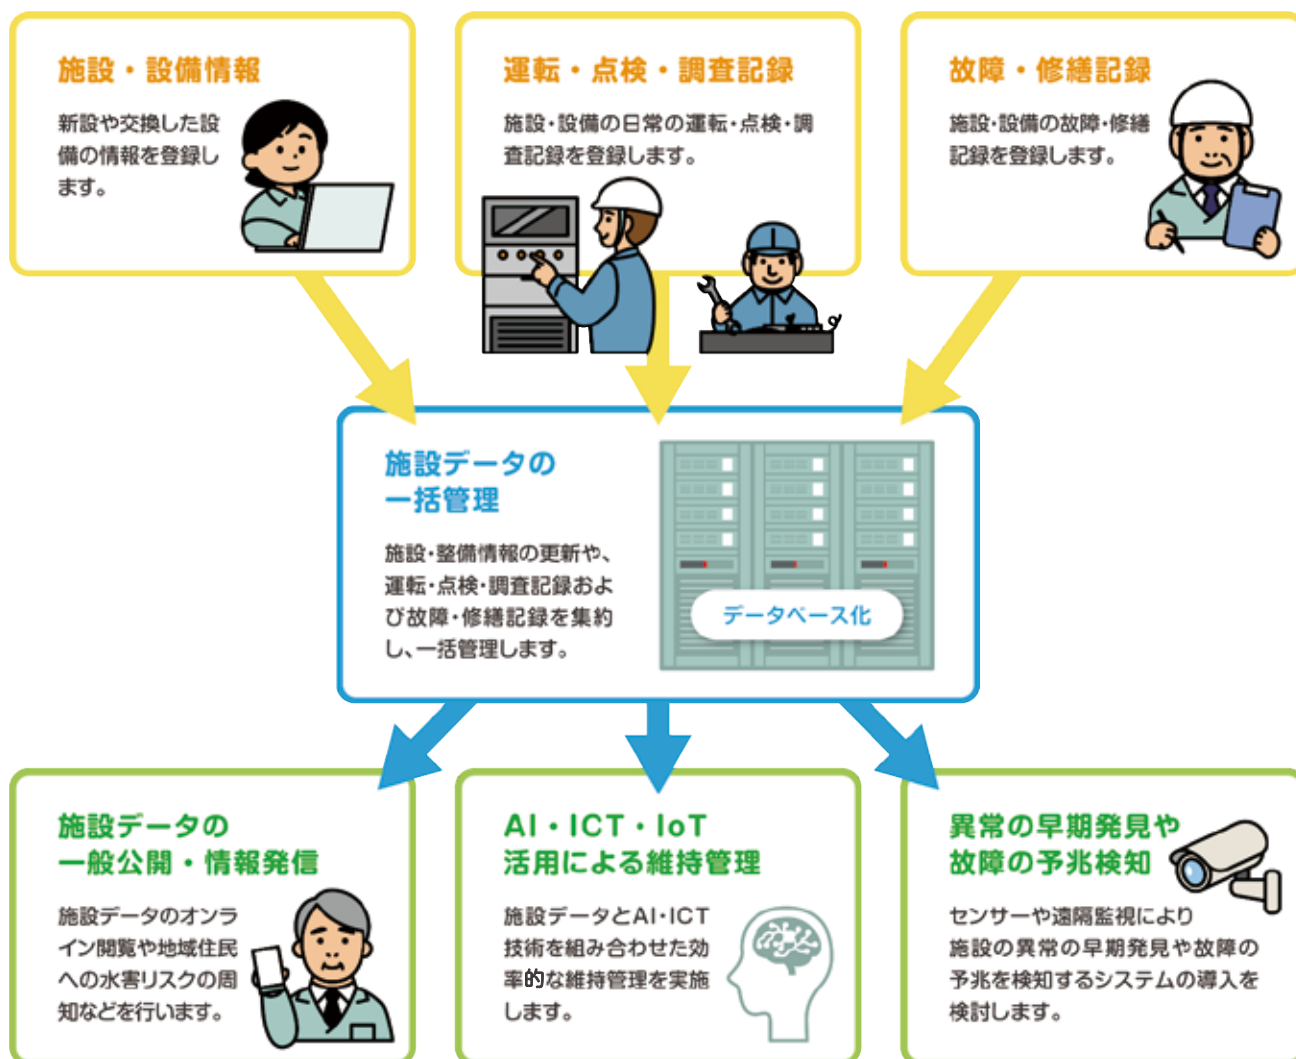 施設・設備情報
新設や交換した設
備の情報を登録し
ます。
運転・点検・調査記録
施設・設備の日常の運転・点検・調
査記録を登録します。
故障・修繕記録
施設・設備の故障・修繕
記録を登録します。
施設データの
一括管理
施設・整備情報の更新や、
運転・点検・調査記録およ
び故障・修繕記録を集約
し、一括管理します。
データベース化
施設データの
一般公開・情報発信
施設データのオンラ
イン閲覧や地域住民
への水害リスクの周
知などを行います。
AI・ICT・IoT
活用による維持管理
施設データとAI・ICT
技術を組み合わせた効
率的な維持管理を実施
します。
異常の早期発見や
故障の予兆検知
センサーや遠隔監視により
施設の異常の早期発見や故障の
予兆を検知するシステムの導入を
検討します。